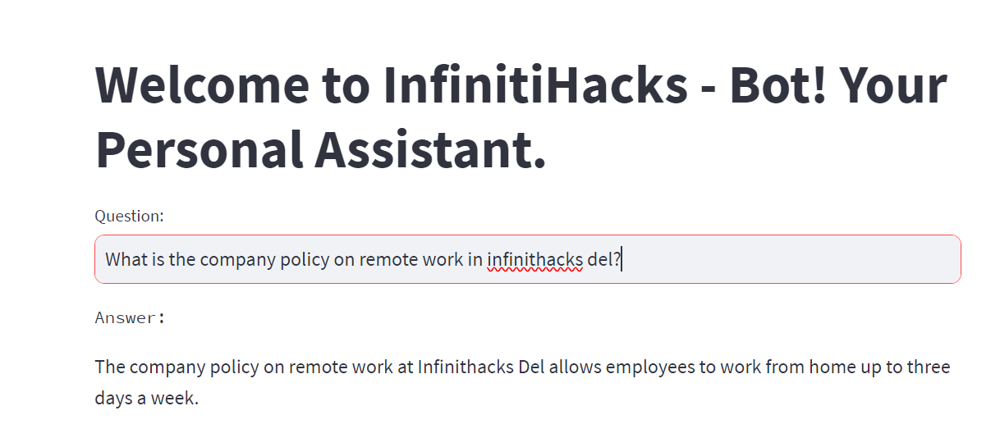 Welcome to InfinitiHacks - Bot! Your
Personal Assistant.
Question:
What is the company policy on remote work in infinithacks del?
Answer:
The company policy on remote work at Infinithacks Del allows employees to work from home up to three
days a week.